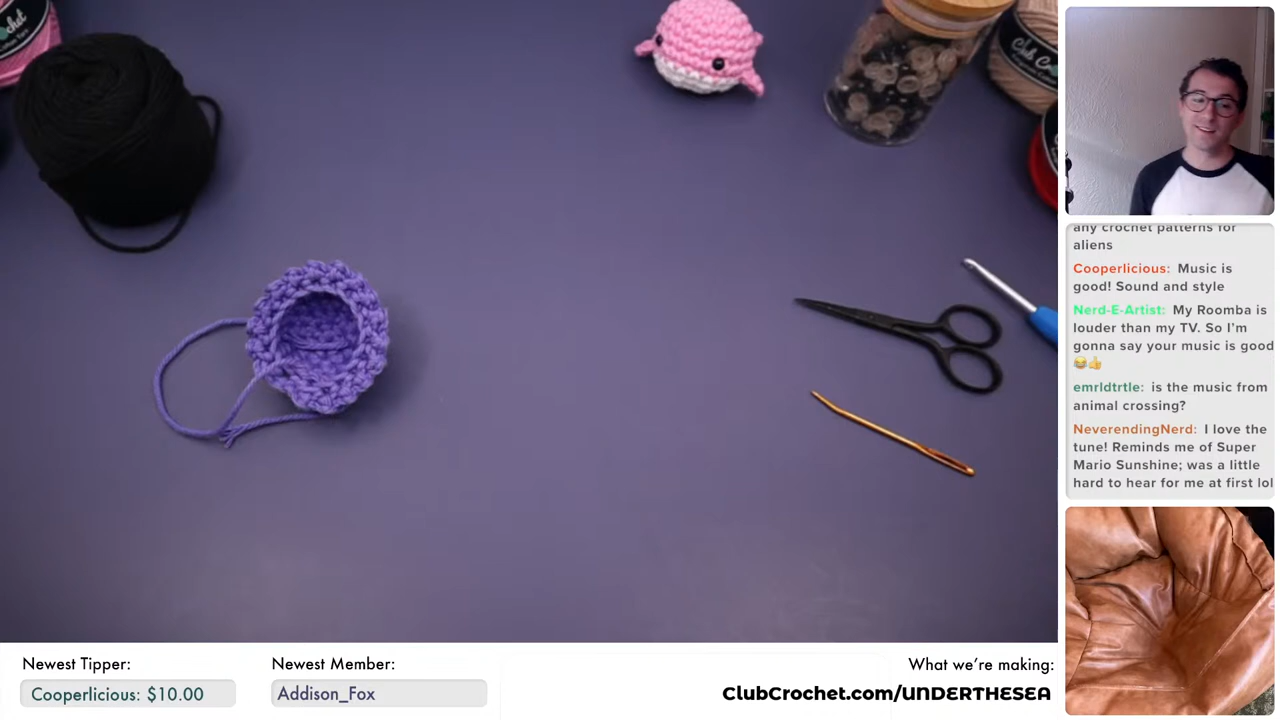 Club Cro
any crochet patterns for
aliens
Cooperlicious: Music is
good! Sound and style
Nerd-E-Artist: My Roomba is
louder than my TV. So I'm
gonna say your music is good
😂👍
emrldtrtle: is the music from
animal crossing?
NeverendingNerd: I love the
tune! Reminds me of Super
Mario Sunshine; was a little
hard to hear for me at first lol
Newest Tipper:
Cooperlicious: $10.00
Newest Member:
Addison_Fox
What we're making:
ClubCrochet.com/UNDERTHESEA